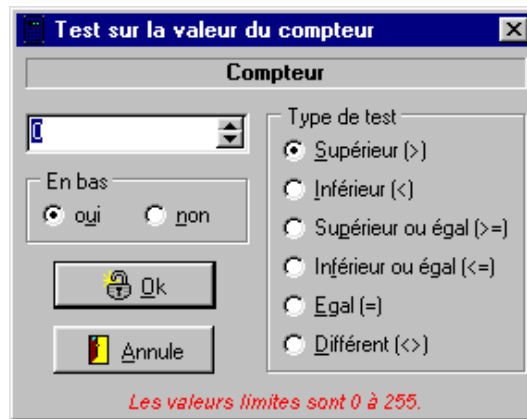 Test sur la valeur du compteur
Compteur
0
En bas
oui
non
Ok
Annule
Type de test
Supérieur (>)
Inférieur (<)
Supérieur ou égal (>=)
Inférieur ou égal (<=)
Egal (=)
Différent (<>)
Les valeurs limites sont 0 à 255.